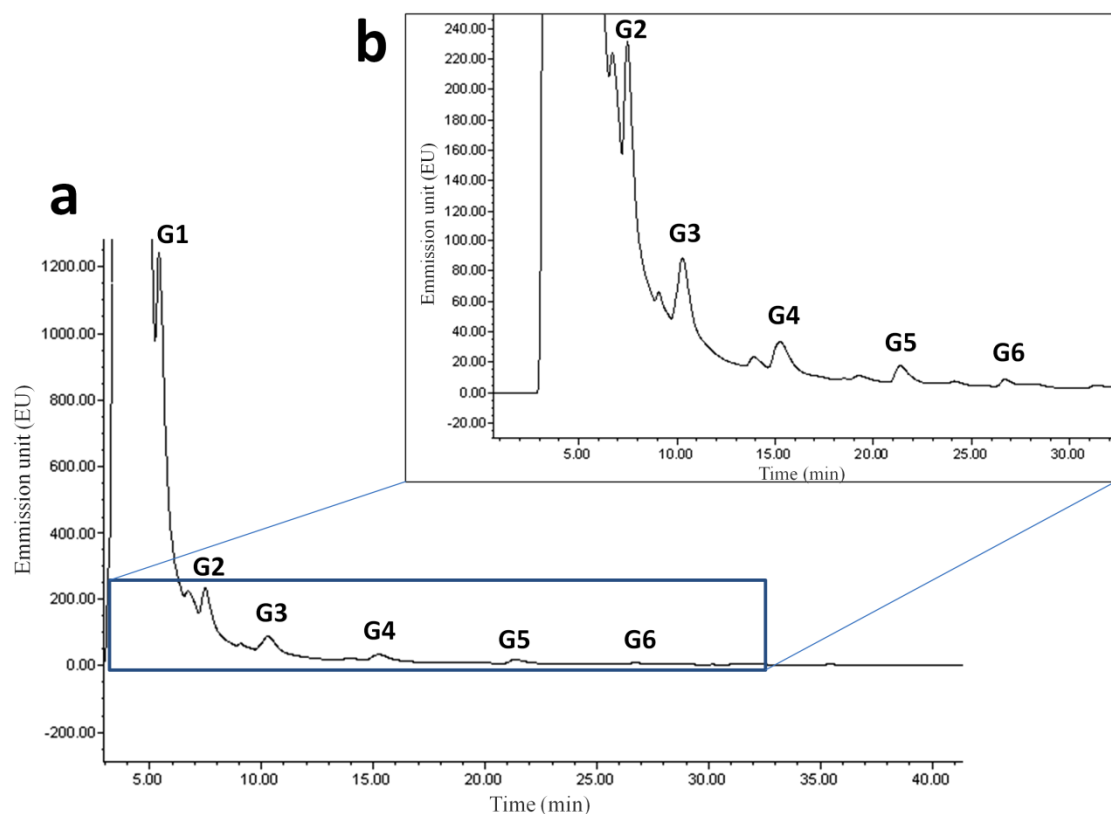 b
240.00
220.00
200.00
180.00
160.00
140.00
120.00
100.00
80.00
60.00
40.00
20.00
0.00
-20.00
Emmission unit (EU)
G2
G3
G4
G5
G6
5.00 10.00 15.00 20.00 25.00 30.00
Time (min)
a
1200.00
1000.00
800.00
600.00
400.00
200.00
0.00
-200.00
Emmission unit (EU)
G1
G2
G3
G4
G5
G6
5.00 10.00 15.00 20.00 25.00 30.00 35.00 40.00
Time (min)